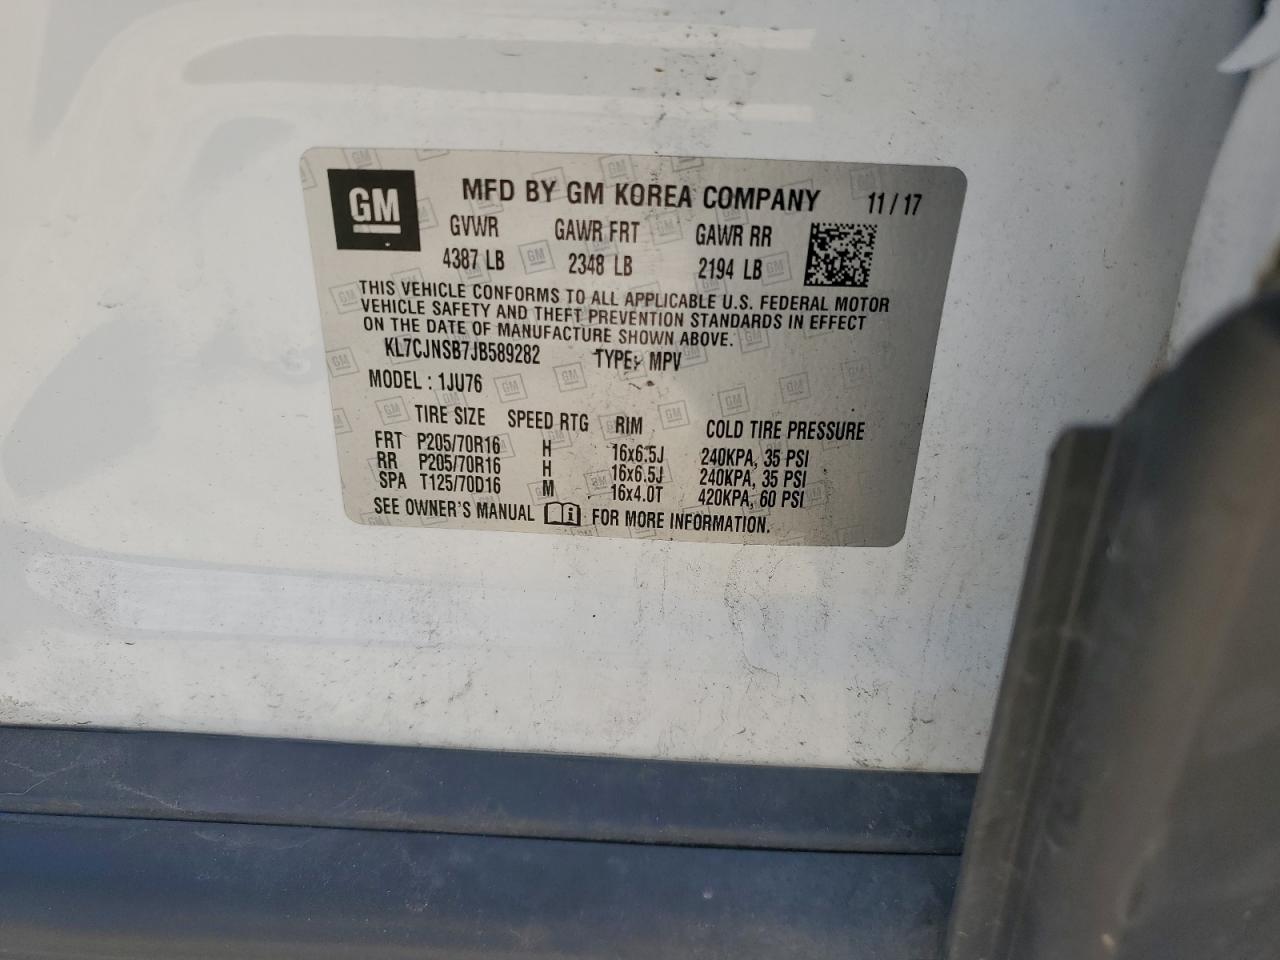 GM MFD BY GM KOREA COMPANY 11/17
GVWR GAWR FRT GAWR RR
4387 LB 2348 LB 2194 LB
THIS VEHICLE CONFORMS TO ALL APPLICABLE U.S. FEDERAL MOTOR
VEHICLE SAFETY AND THEFT PREVENTION STANDARDS IN EFFECT
ON THE DATE OF MANUFACTURE SHOWN ABOVE.
KL7CJNSB7JB589282 TYPE: MPV
MODEL : 1JU76
TIRE SIZE SPEED RTG RIM COLD TIRE PRESSURE
FRT P205/70R16 H 16x6.5J 240KPA, 35 PSI
RR P205/70R16 H 16x6.5J 240KPA, 35 PSI
SPA T125/70D16 M 16x4.0T 420KPA, 60 PSI
SEE OWNER'S MANUAL FOR MORE INFORMATION.